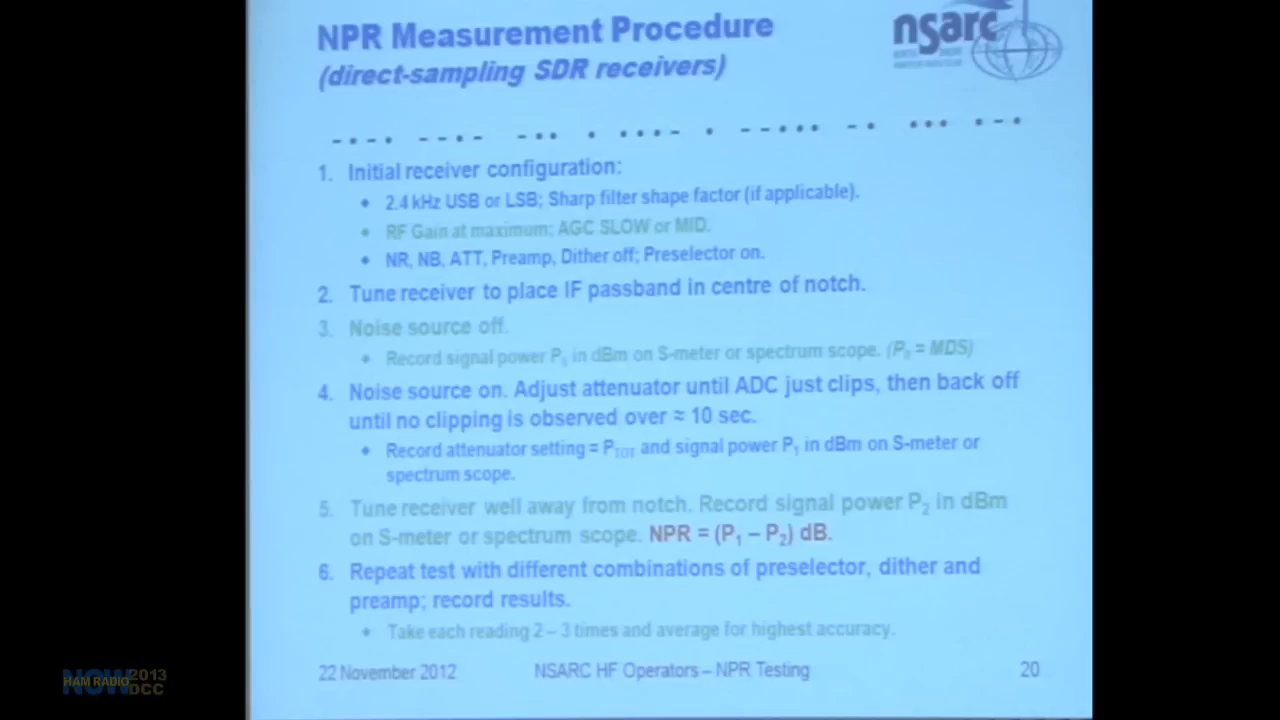 NPR Measurement Procedure
(direct-sampling SDR receivers)
nsarc
1. Initial receiver configuration:
• 2.4 kHz USB or LSB; Sharp filter shape factor (if applicable).
• RF Gain at maximum; AGC SLOW or MID.
• NR, NB, ATT, Preamp, Dither off; Preselector on.
2. Tune receiver to place IF passband in centre of notch.
3. Noise source off.
• Record signal power P₀ in dBm on S-meter or spectrum scope. (P₀ = MDS)
4. Noise source on. Adjust attenuator until ADC just clips, then back off
until no clipping is observed over ≈ 10 sec.
• Record attenuator setting = PTOT and signal power P₁ in dBm on S-meter or
spectrum scope.
5. Tune receiver well away from notch. Record signal power P₂ in dBm
on S-meter or spectrum scope. NPR = (P₁ – P₂) dB.
6. Repeat test with different combinations of preselector, dither and
preamp; record results.
• Take each reading 2 – 3 times and average for highest accuracy.
22 November 2012 NSARC HF Operators – NPR Testing 20
HAM RADIO NOW 2013 DCC